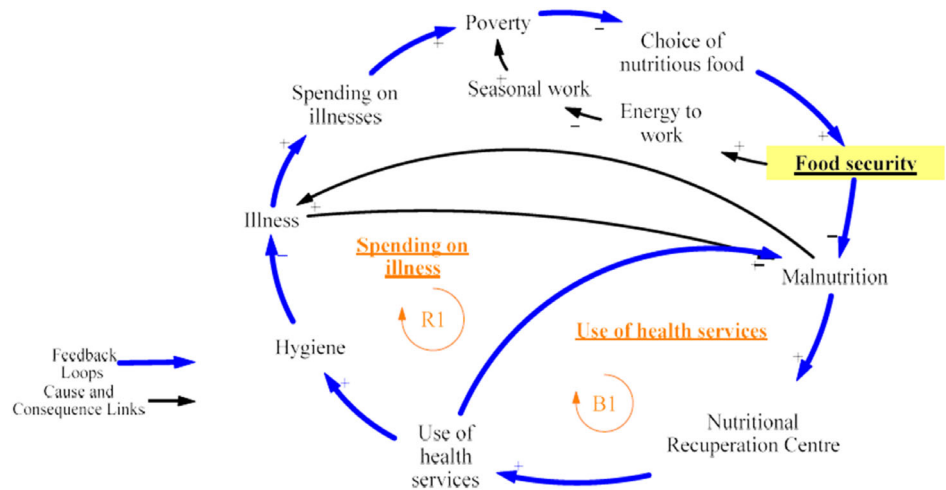 Poverty
Choice of
nutritious food
Seasonal work
Spending on
illnesses
Energy to
work
Food security
Illness
Spending on
illness
Malnutrition
R1
Use of health services
Hygiene
Feedback
Loops
Cause and
Consequence Links
B1
Nutritional
Recuperation Centre
Use of
health
services